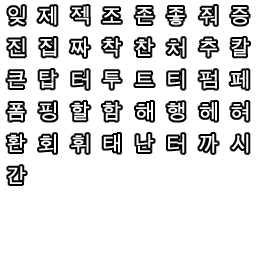 잊 제 젝 조 존 좋 줘 증
진 집 짜 착 찬 처 추 칼
큰 탑 터 투 트 티 펌 페
폼 핑 할 함 해 행 헤 허
환 회 휘 태 난 터 까 시
간